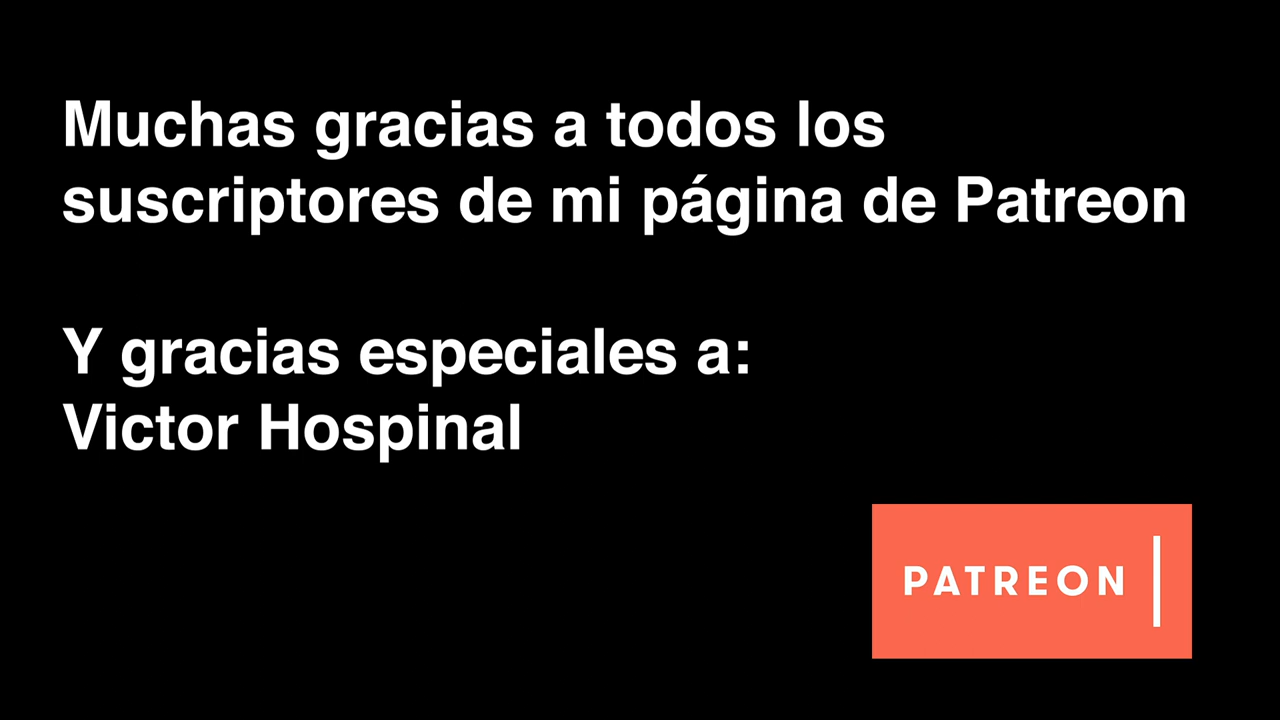 Muchas gracias a todos los
suscriptores de mi página de Patreon
Y gracias especiales a:
Victor Hospinal
PATREON